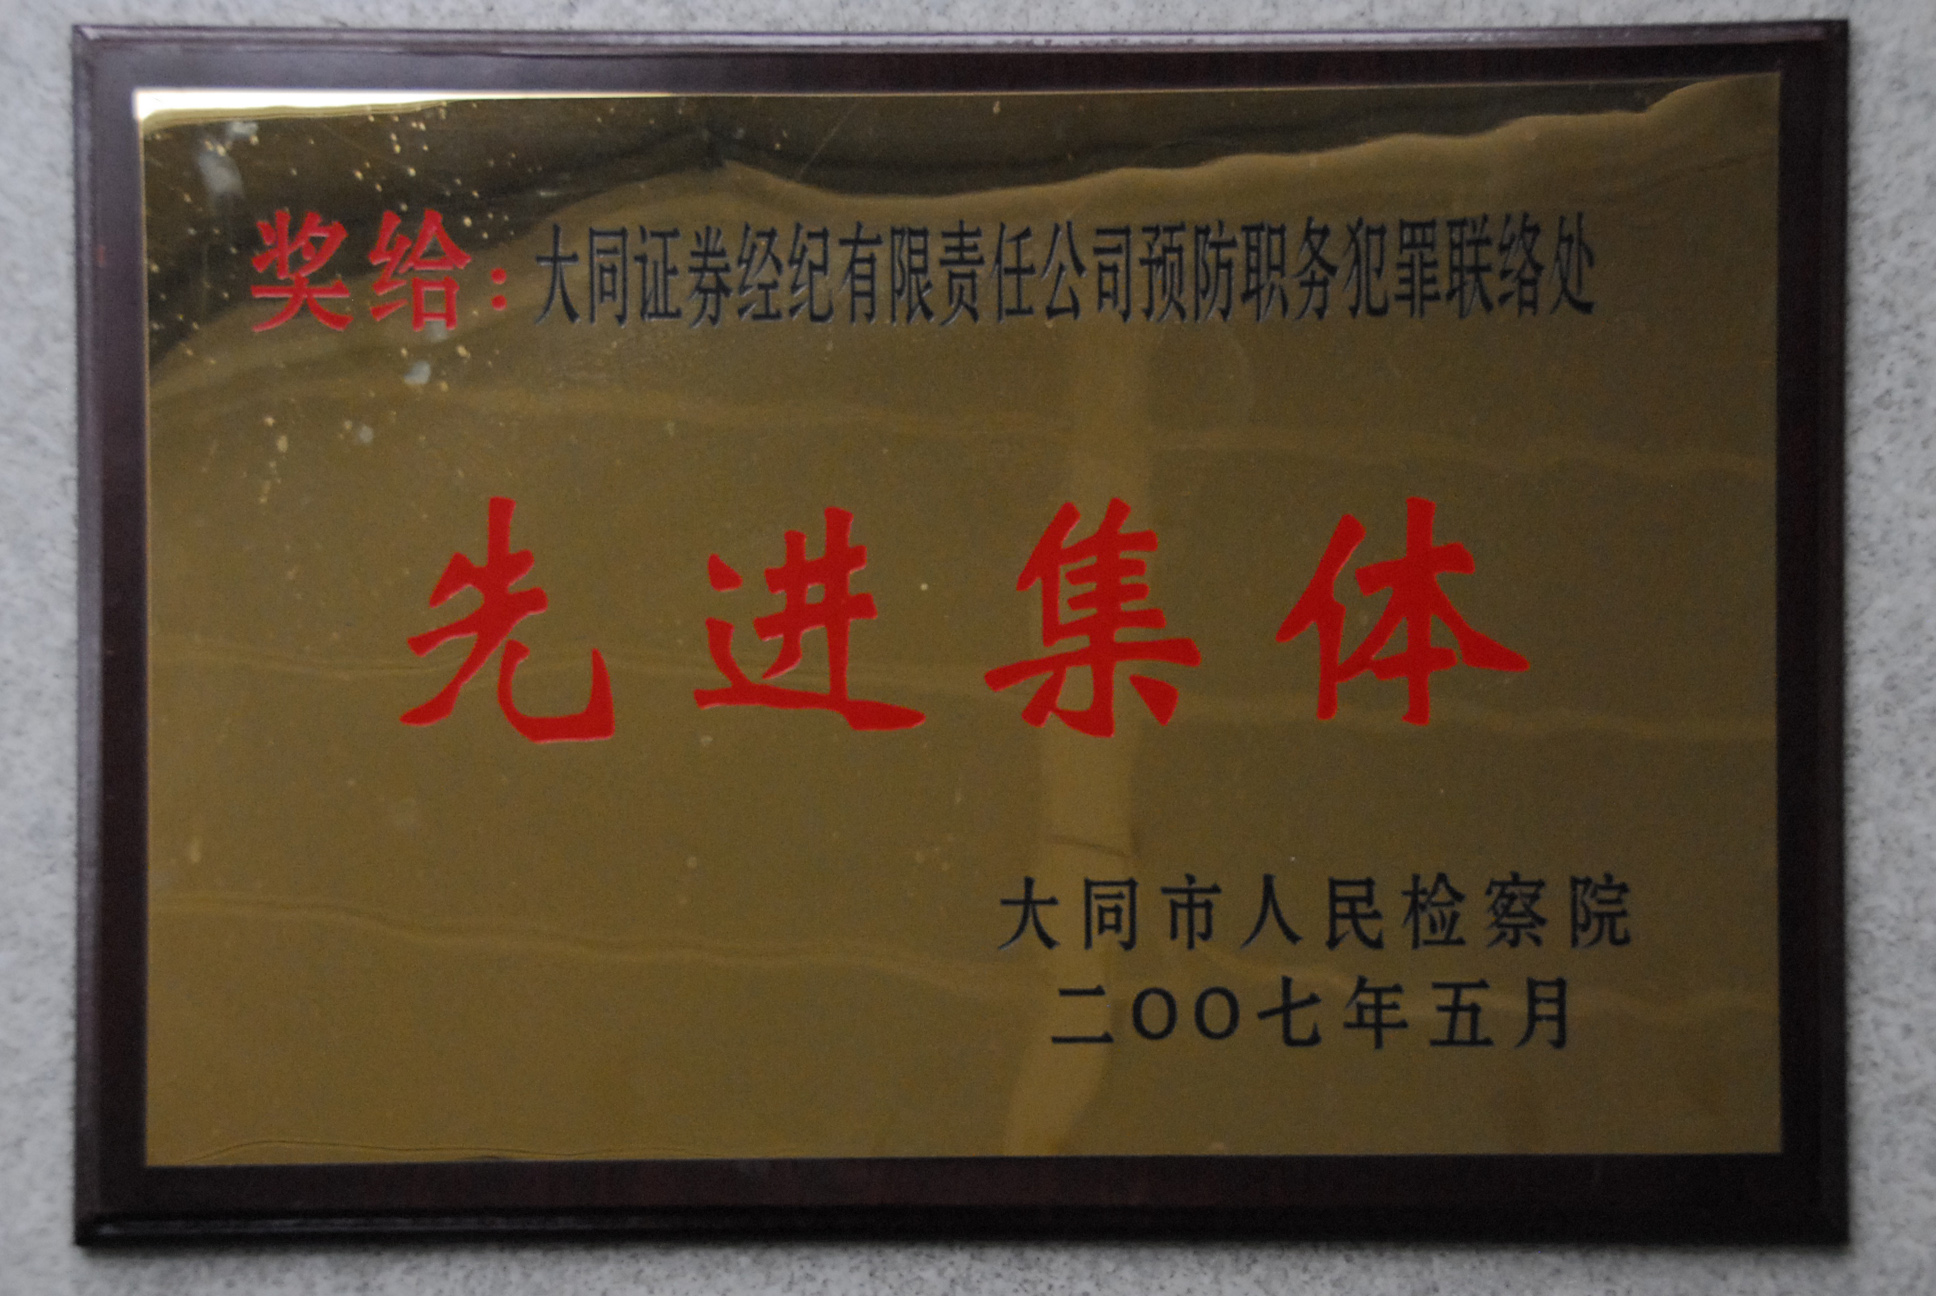 奖给：大同证券经纪有限责任公司预防职务犯罪联络处
先进集体
大同市人民检察院
二〇〇七年五月